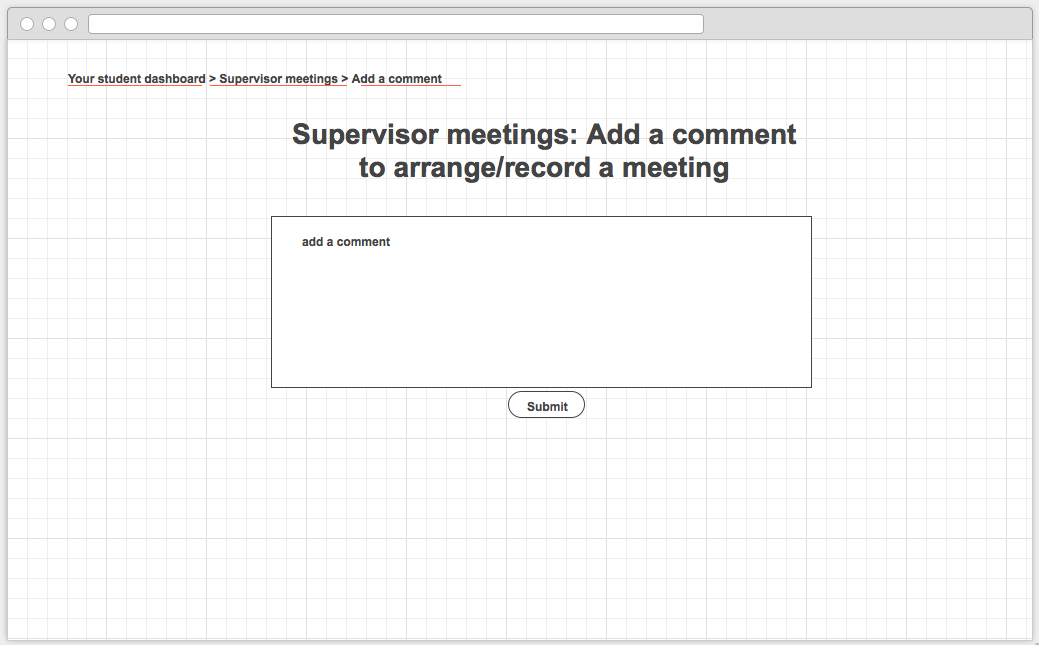 Your student dashboard > Supervisor meetings > Add a comment
Supervisor meetings: Add a comment
to arrange/record a meeting
add a comment
Submit